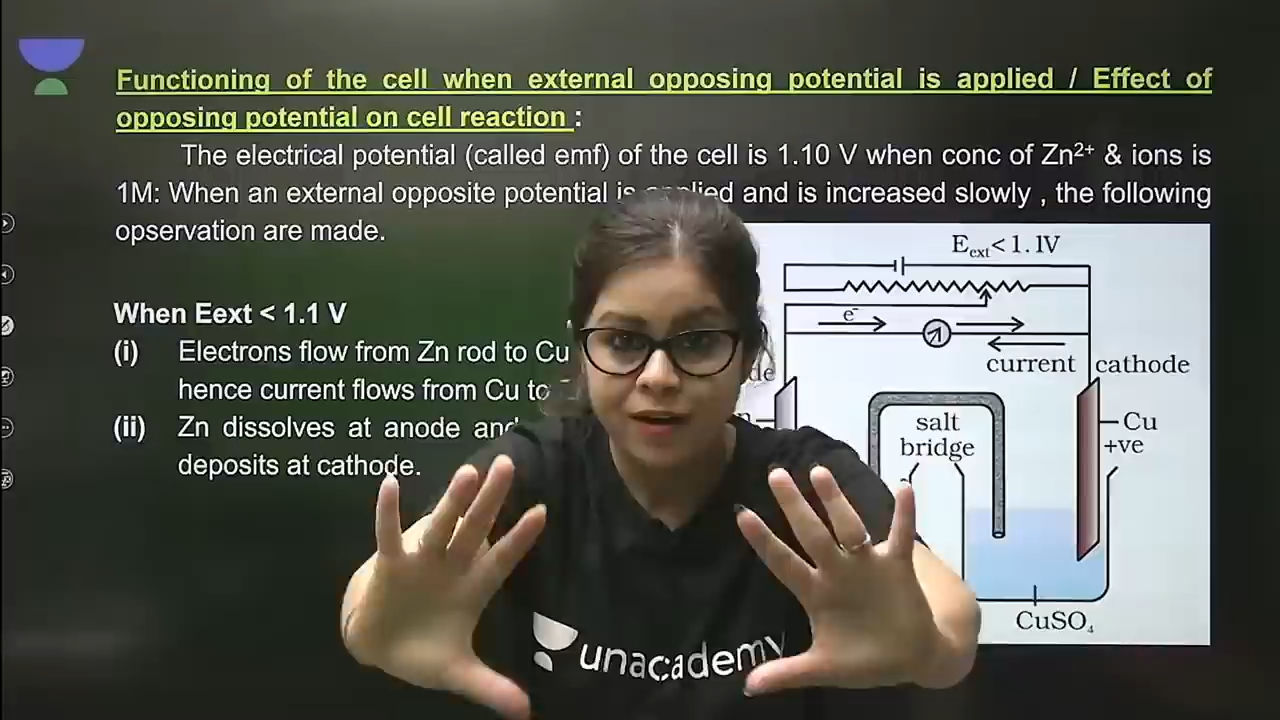 Functioning of the cell when external opposing potential is applied / Effect of
opposing potential on cell reaction :
The electrical potential (called emf) of the cell is 1.10 V when conc of Zn²⁺ & ions is
1M: When an external opposite potential is applied and is increased slowly , the following
opservation are made.
When Eext < 1.1 V
(i) Electrons flow from Zn rod to Cu
hence current flows from Cu to
(ii) Zn dissolves at anode and
deposits at cathode.
Eext< 1.1V
e⁻
current
cathode
salt
bridge
Cu
+ve
CuSO₄
unacademy